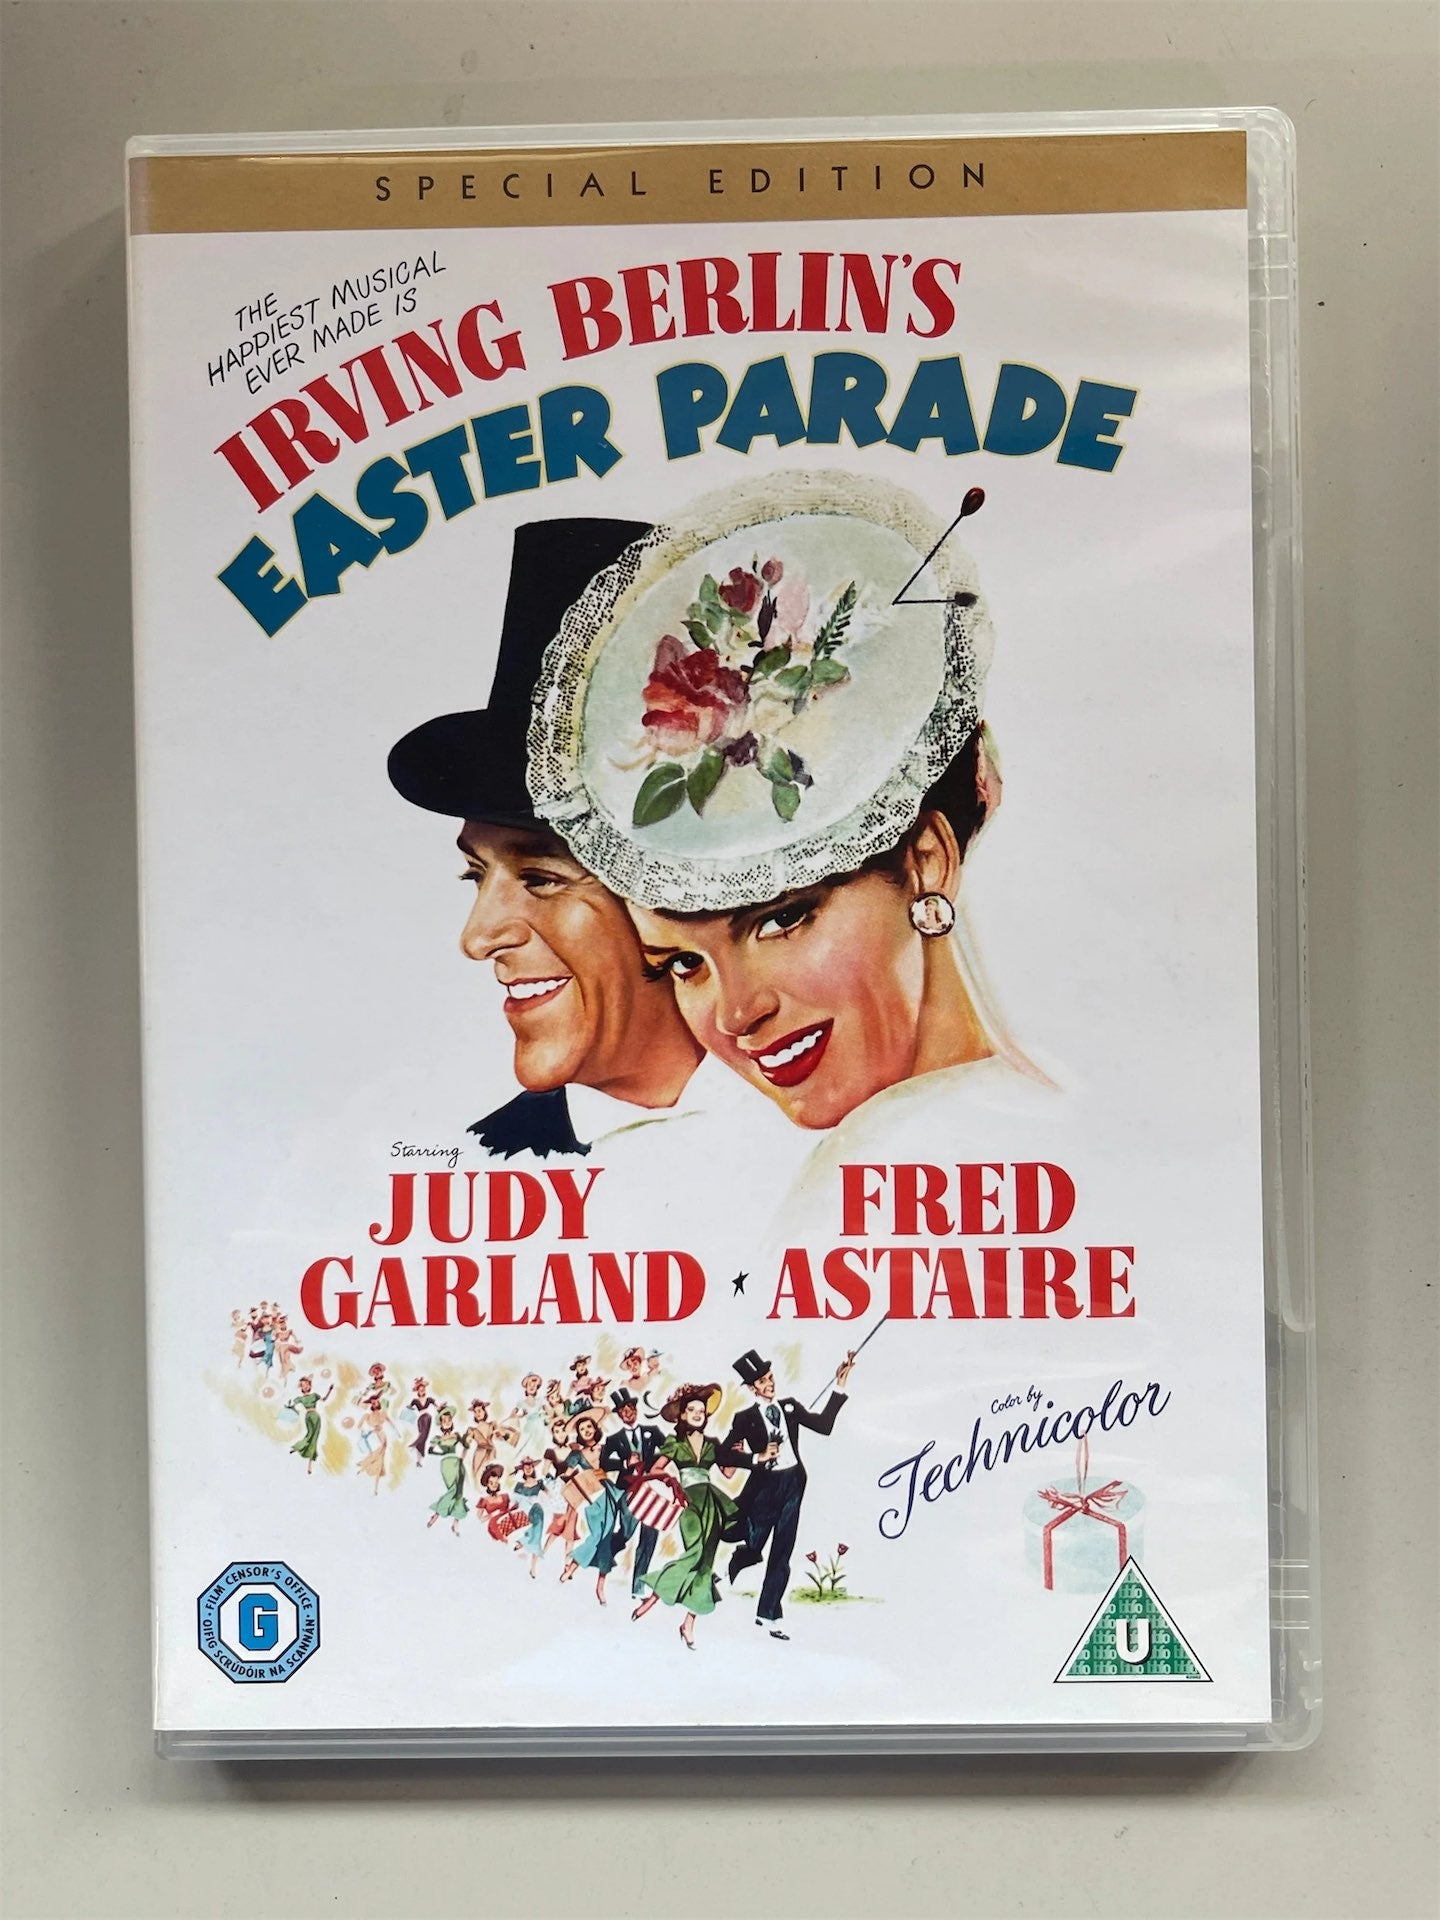 SPECIAL EDITION
THE
HAPPIEST MUSICAL
EVER MADE IS
IRVING BERLIN'S
EASTER PARADE
Starring
JUDY
GARLAND
FRED
ASTAIRE
Color by
Technicolor
FILM CENSOR'S OFFICE
G
OIFIG SCRÚDÓIR NA SCANNÁN
U